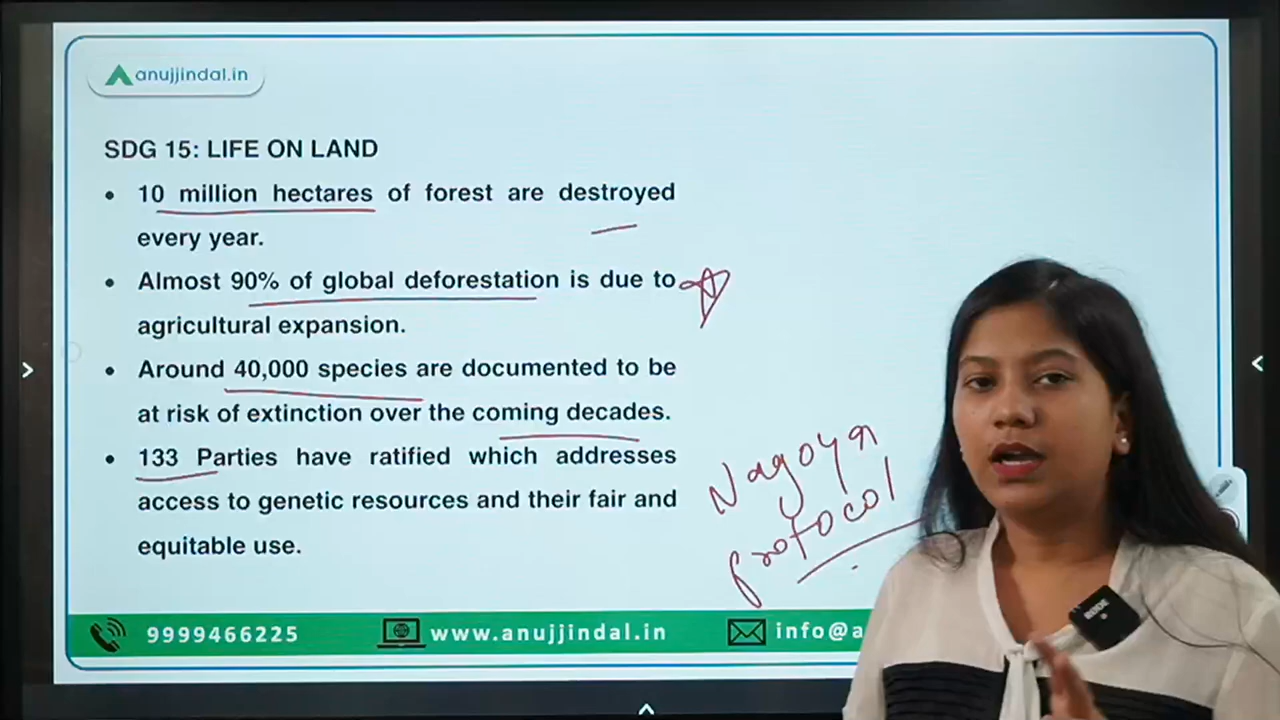 anujjindal.in
SDG 15: LIFE ON LAND
• 10 million hectares of forest are destroyed
every year.
• Almost 90% of global deforestation is due to
agricultural expansion.
• Around 40,000 species are documented to be
at risk of extinction over the coming decades.
• 133 Parties have ratified which addresses
access to genetic resources and their fair and
equitable use.
Nagoya
protocol
9999466225
www.anujjindal.in
info@a
RODE